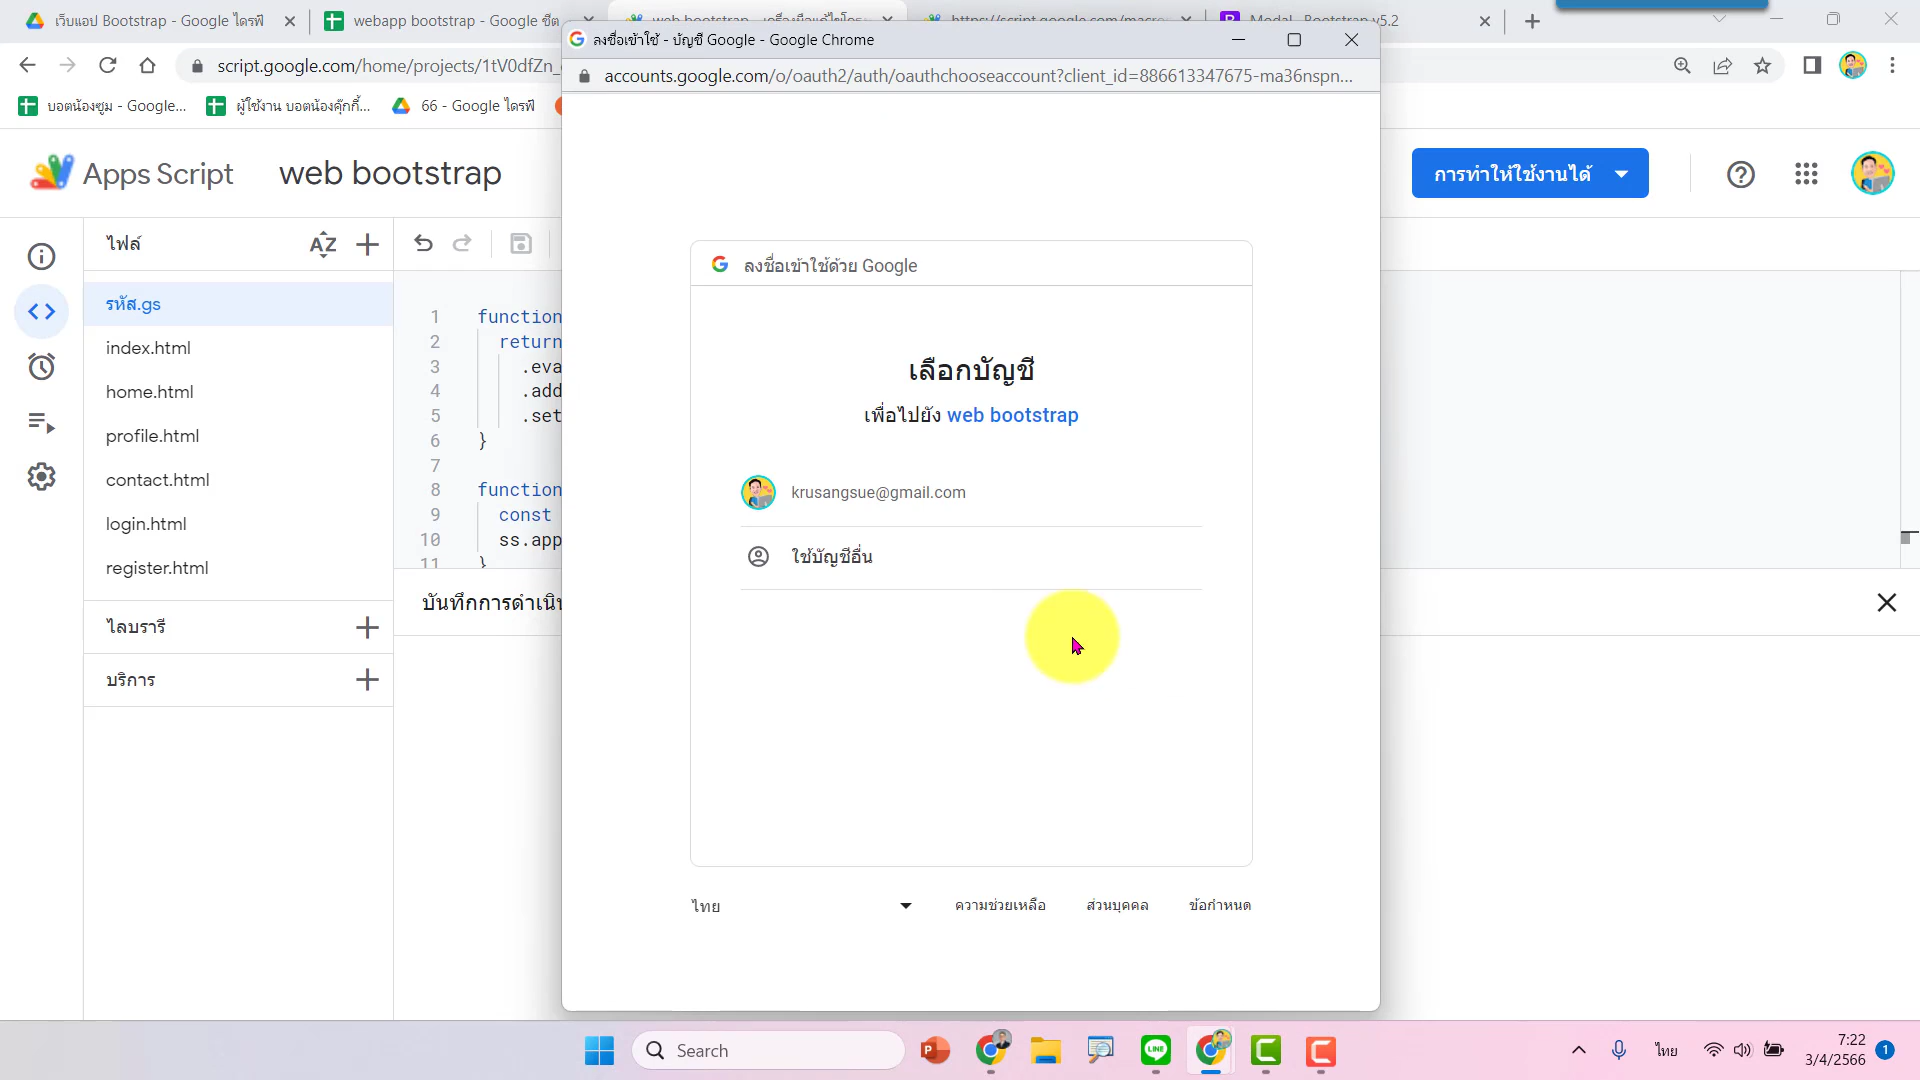 เว็บแอป Bootstrap - Google ไดรฟ์
webapp bootstrap - Google ชีต
Modal · Bootstrap v5.2
ลงชื่อเข้าใช้ - บัญชี Google - Google Chrome
script.google.com/home/projects/1tV0dfZn_
accounts.google.com/o/oauth2/auth/oauthchooseaccount?client_id=886613347675-ma36nspn...
บอตน้องซูม - Google...
ผู้ใช้งาน บอตน้องคุ๊กกี้...
66 - Google ไดรฟ์
Apps Script
web bootstrap
การทำให้ใช้งานได้
ไฟล์
AZ
รหัส.gs
index.html
home.html
profile.html
contact.html
login.html
register.html
ไลบรารี
บริการ
1 function
2 return
3 .eva
4 .add
5 .set
6 }
7
8 function
9 const
10 ss.app
11 }
บันทึกการดำเนิน
ลงชื่อเข้าใช้ด้วย Google
เลือกบัญชี
เพื่อไปยัง web bootstrap
krusangsue@gmail.com
ใช้บัญชีอื่น
ไทย
ความช่วยเหลือ
ส่วนบุคคล
ข้อกำหนด
Search
LINE
ไทย
7:22
3/4/2566
1